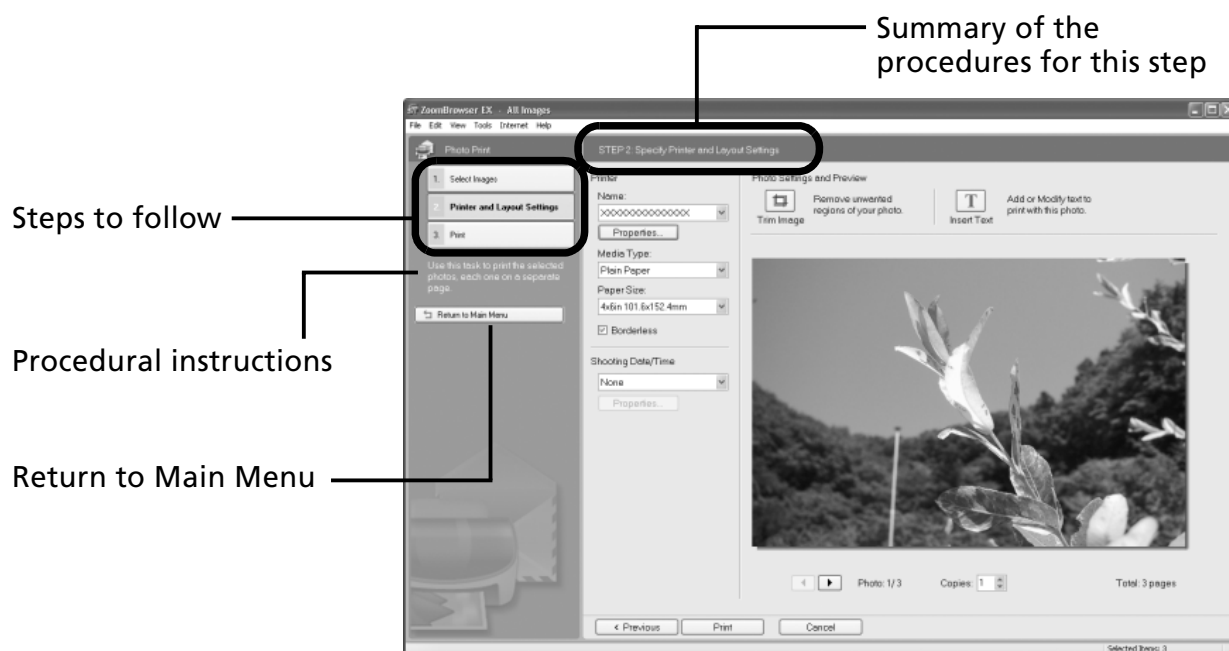 Summary of the
procedures for this step
ZoomBrowser EX - All Images
File Edit View Tools Internet Help
Photo Print
STEP 2: Specify Printer and Layout Settings
1. Select Images
2. Printer and Layout Settings
3. Print
Steps to follow
Use this task to print the selected
photos, each one on a separate
page.
Return to Main Menu
Procedural instructions
Return to Main Menu
Printer
Name:
XXXXXXXXXXXXXX
Properties...
Media Type:
Plain Paper
Paper Size:
4x6in 101.6x152.4mm
Borderless
Shooting Date/Time
None
Properties...
Photo Settings and Preview
Trim Image
Remove unwanted
regions of your photo.
T
Insert Text
Add or Modify text to
print with this photo.
Photo: 1/3
Copies: 1
Total: 3 pages
< Previous
Print
Cancel
Selected Items: 3